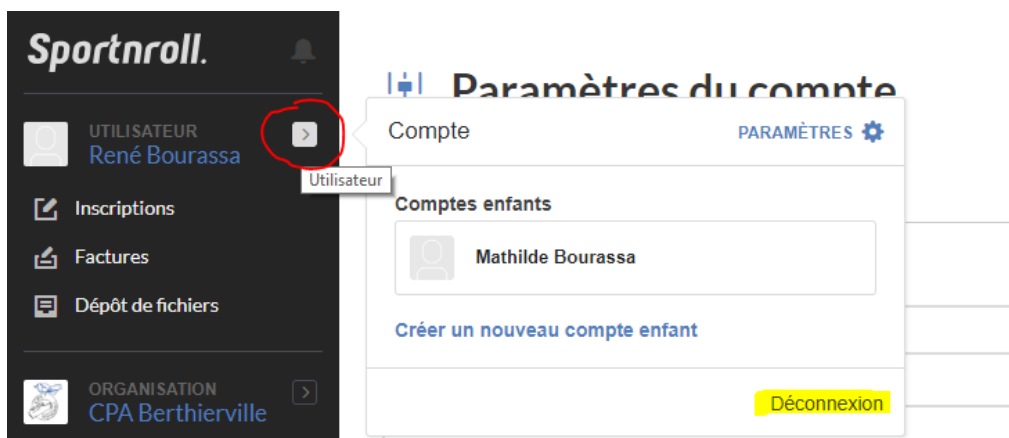 Sportnroll.
UTILISATEUR
René Bourassa
Utilisateur
Inscriptions
Factures
Dépôt de fichiers
ORGANISATION
CPA Berthierville
Paramètres du compte
Compte
PARAMÈTRES
Comptes enfants
Mathilde Bourassa
Créer un nouveau compte enfant
Déconnexion